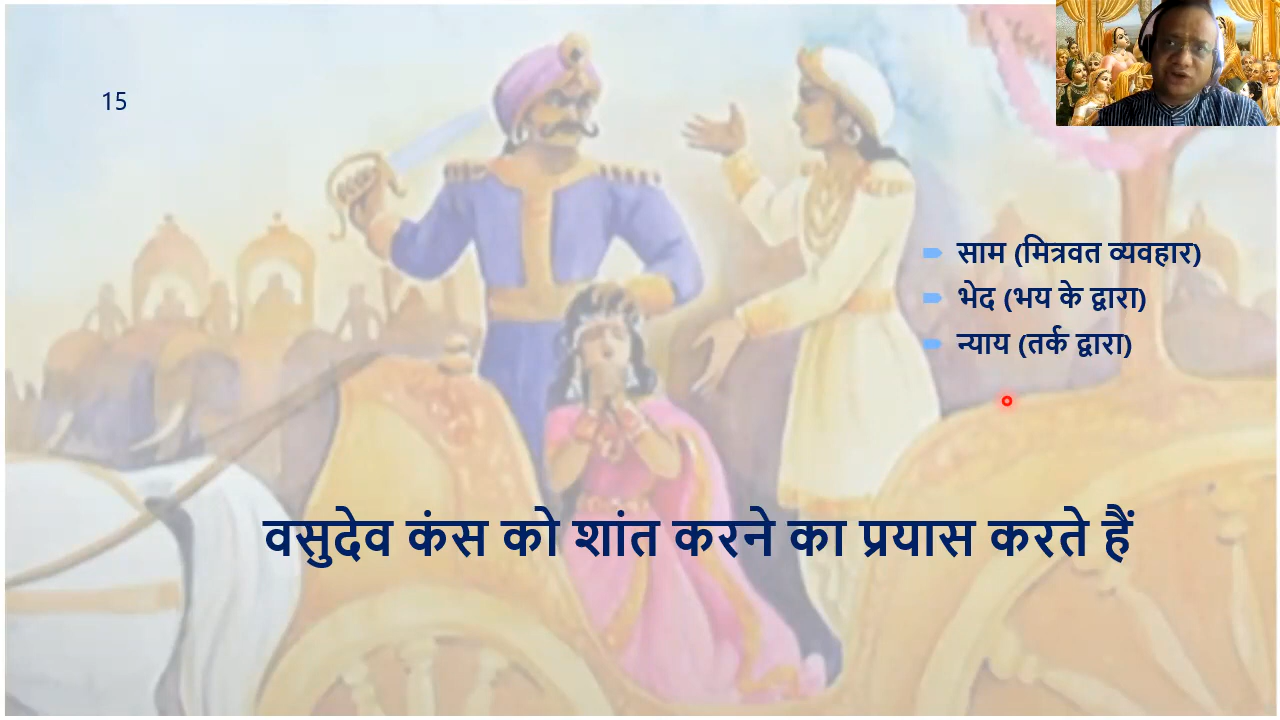 15
साम (मित्रवत व्यवहार)
भेद (भय के द्वारा)
न्याय (तर्क द्वारा)
वसुदेव कंस को शांत करने का प्रयास करते हैं